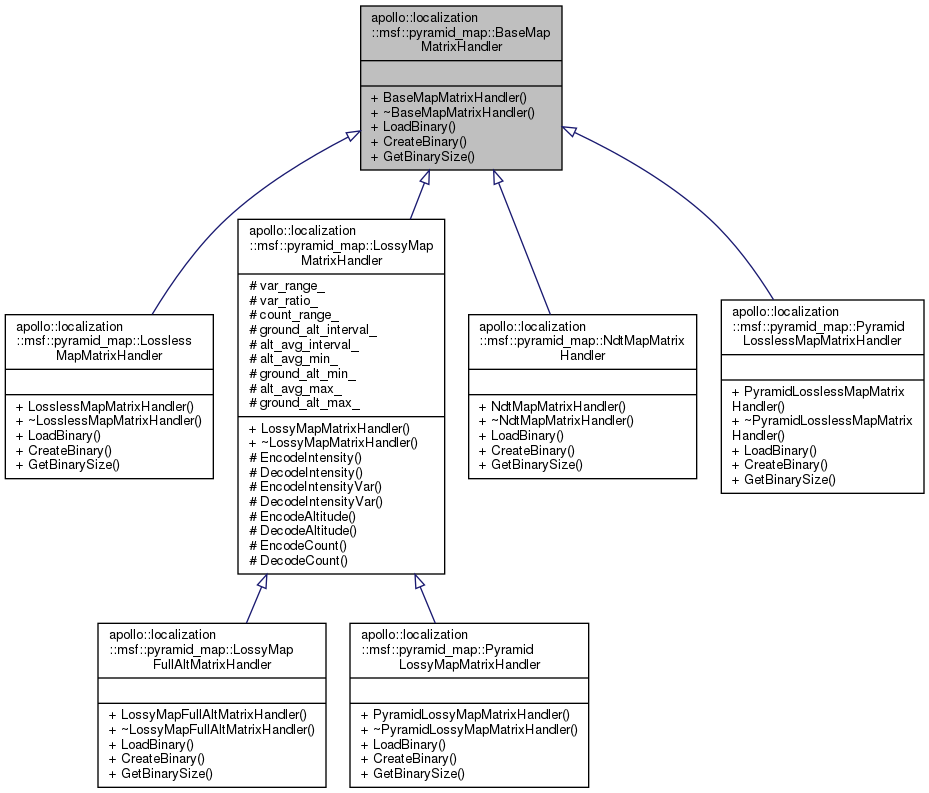 apollo::localization
::msf::pyramid_map::BaseMap
MatrixHandler
+ BaseMapMatrixHandler()
+ ~BaseMapMatrixHandler()
+ LoadBinary()
+ CreateBinary()
+ GetBinarySize()
apollo::localization
::msf::pyramid_map::LossyMap
MatrixHandler
# var_range_
# var_ratio_
# count_range_
# ground_alt_interval_
# alt_avg_interval_
# alt_avg_min_
# ground_alt_min_
# alt_avg_max_
# ground_alt_max_
+ LossyMapMatrixHandler()
+ ~LossyMapMatrixHandler()
# EncodeIntensity()
# DecodeIntensity()
# EncodeIntensityVar()
# DecodeIntensityVar()
# EncodeAltitude()
# DecodeAltitude()
# EncodeCount()
# DecodeCount()
apollo::localization
::msf::pyramid_map::Lossless
MapMatrixHandler
+ LosslessMapMatrixHandler()
+ ~LosslessMapMatrixHandler()
+ LoadBinary()
+ CreateBinary()
+ GetBinarySize()
apollo::localization
::msf::pyramid_map::NdtMapMatrix
Handler
+ NdtMapMatrixHandler()
+ ~NdtMapMatrixHandler()
+ LoadBinary()
+ CreateBinary()
+ GetBinarySize()
apollo::localization
::msf::pyramid_map::Pyramid
LosslessMapMatrixHandler
+ PyramidLosslessMapMatrix
Handler()
+ ~PyramidLosslessMapMatrix
Handler()
+ LoadBinary()
+ CreateBinary()
+ GetBinarySize()
apollo::localization
::msf::pyramid_map::LossyMap
FullAltMatrixHandler
+ LossyMapFullAltMatrixHandler()
+ ~LossyMapFullAltMatrixHandler()
+ LoadBinary()
+ CreateBinary()
+ GetBinarySize()
apollo::localization
::msf::pyramid_map::Pyramid
LossyMapMatrixHandler
+ PyramidLossyMapMatrixHandler()
+ ~PyramidLossyMapMatrixHandler()
+ LoadBinary()
+ CreateBinary()
+ GetBinarySize()